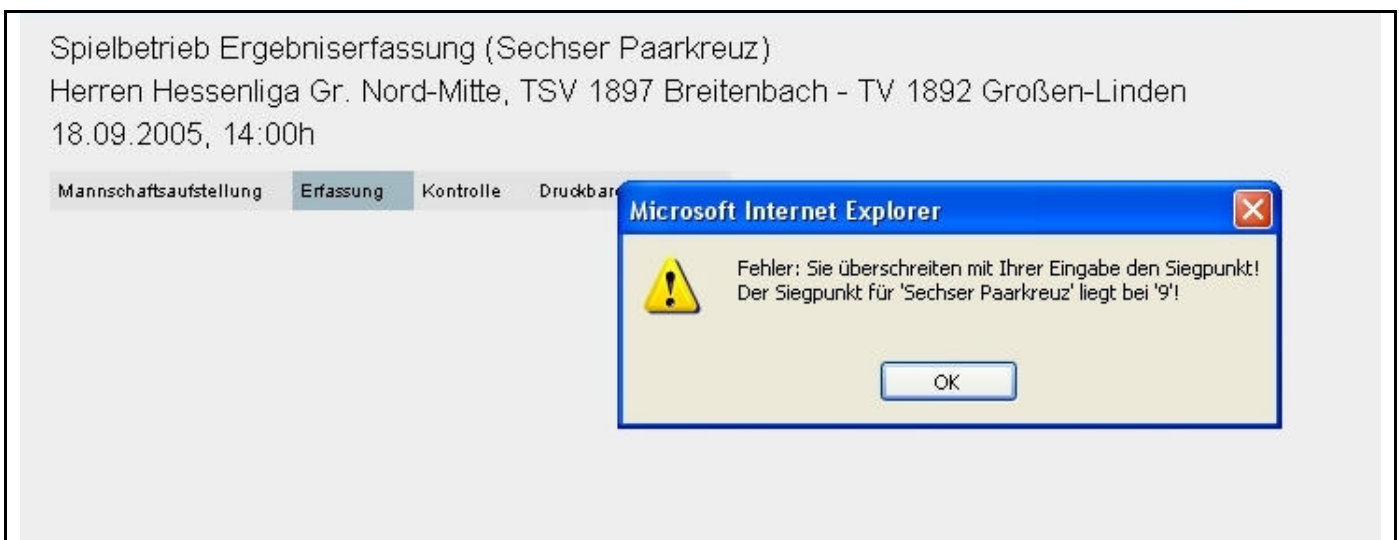 Spielbetrieb Ergebniserfassung (Sechser Paarkreuz)
Herren Hessenliga Gr. Nord-Mitte, TSV 1897 Breitenbach - TV 1892 Großen-Linden
18.09.2005, 14:00h
Mannschaftsaufstellung Erfassung Kontrolle Druckbare
Microsoft Internet Explorer
Fehler: Sie überschreiten mit Ihrer Eingabe den Siegpunkt!
Der Siegpunkt für 'Sechser Paarkreuz' liegt bei '9'!
OK